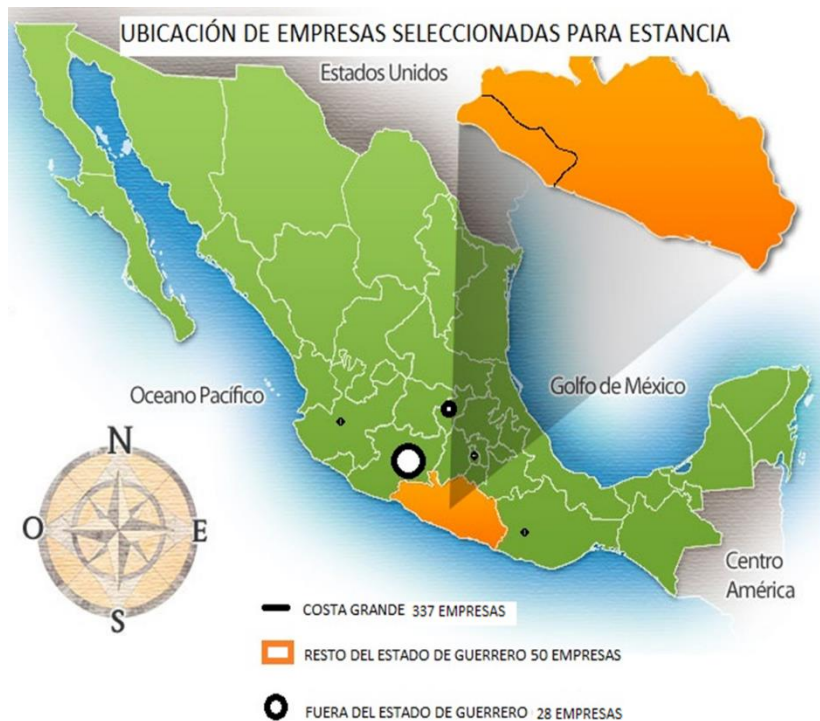 UBICACIÓN DE EMPRESAS SELECCIONADAS PARA ESTANCIA
Estados Unidos
Oceano Pacífico
Golfo de México
N
O
E
S
Centro
América
COSTA GRANDE 337 EMPRESAS
RESTO DEL ESTADO DE GUERRERO 50 EMPRESAS
FUERA DEL ESTADO DE GUERRERO 28 EMPRESAS